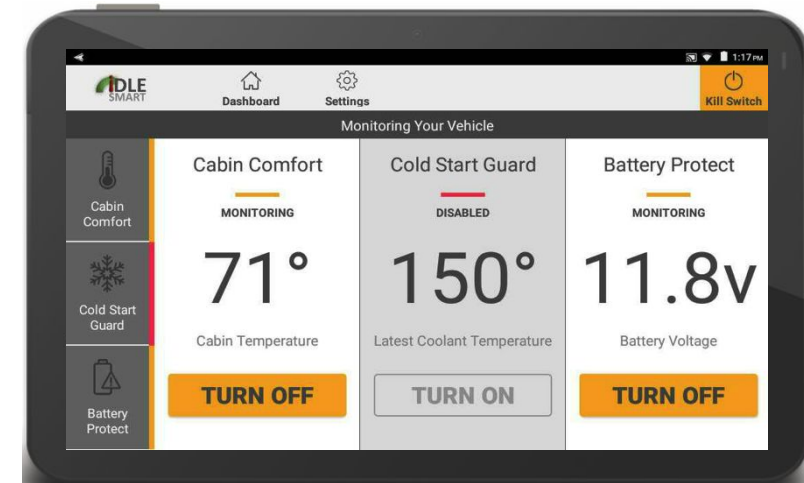 1:17 PM
IDLE
SMART
Dashboard
Settings
Kill Switch
Monitoring Your Vehicle
Cabin
Comfort
Cold Start
Guard
Battery
Protect
Cabin Comfort
MONITORING
71°
Cabin Temperature
TURN OFF
Cold Start Guard
DISABLED
150°
Latest Coolant Temperature
TURN ON
Battery Protect
MONITORING
11.8v
Battery Voltage
TURN OFF